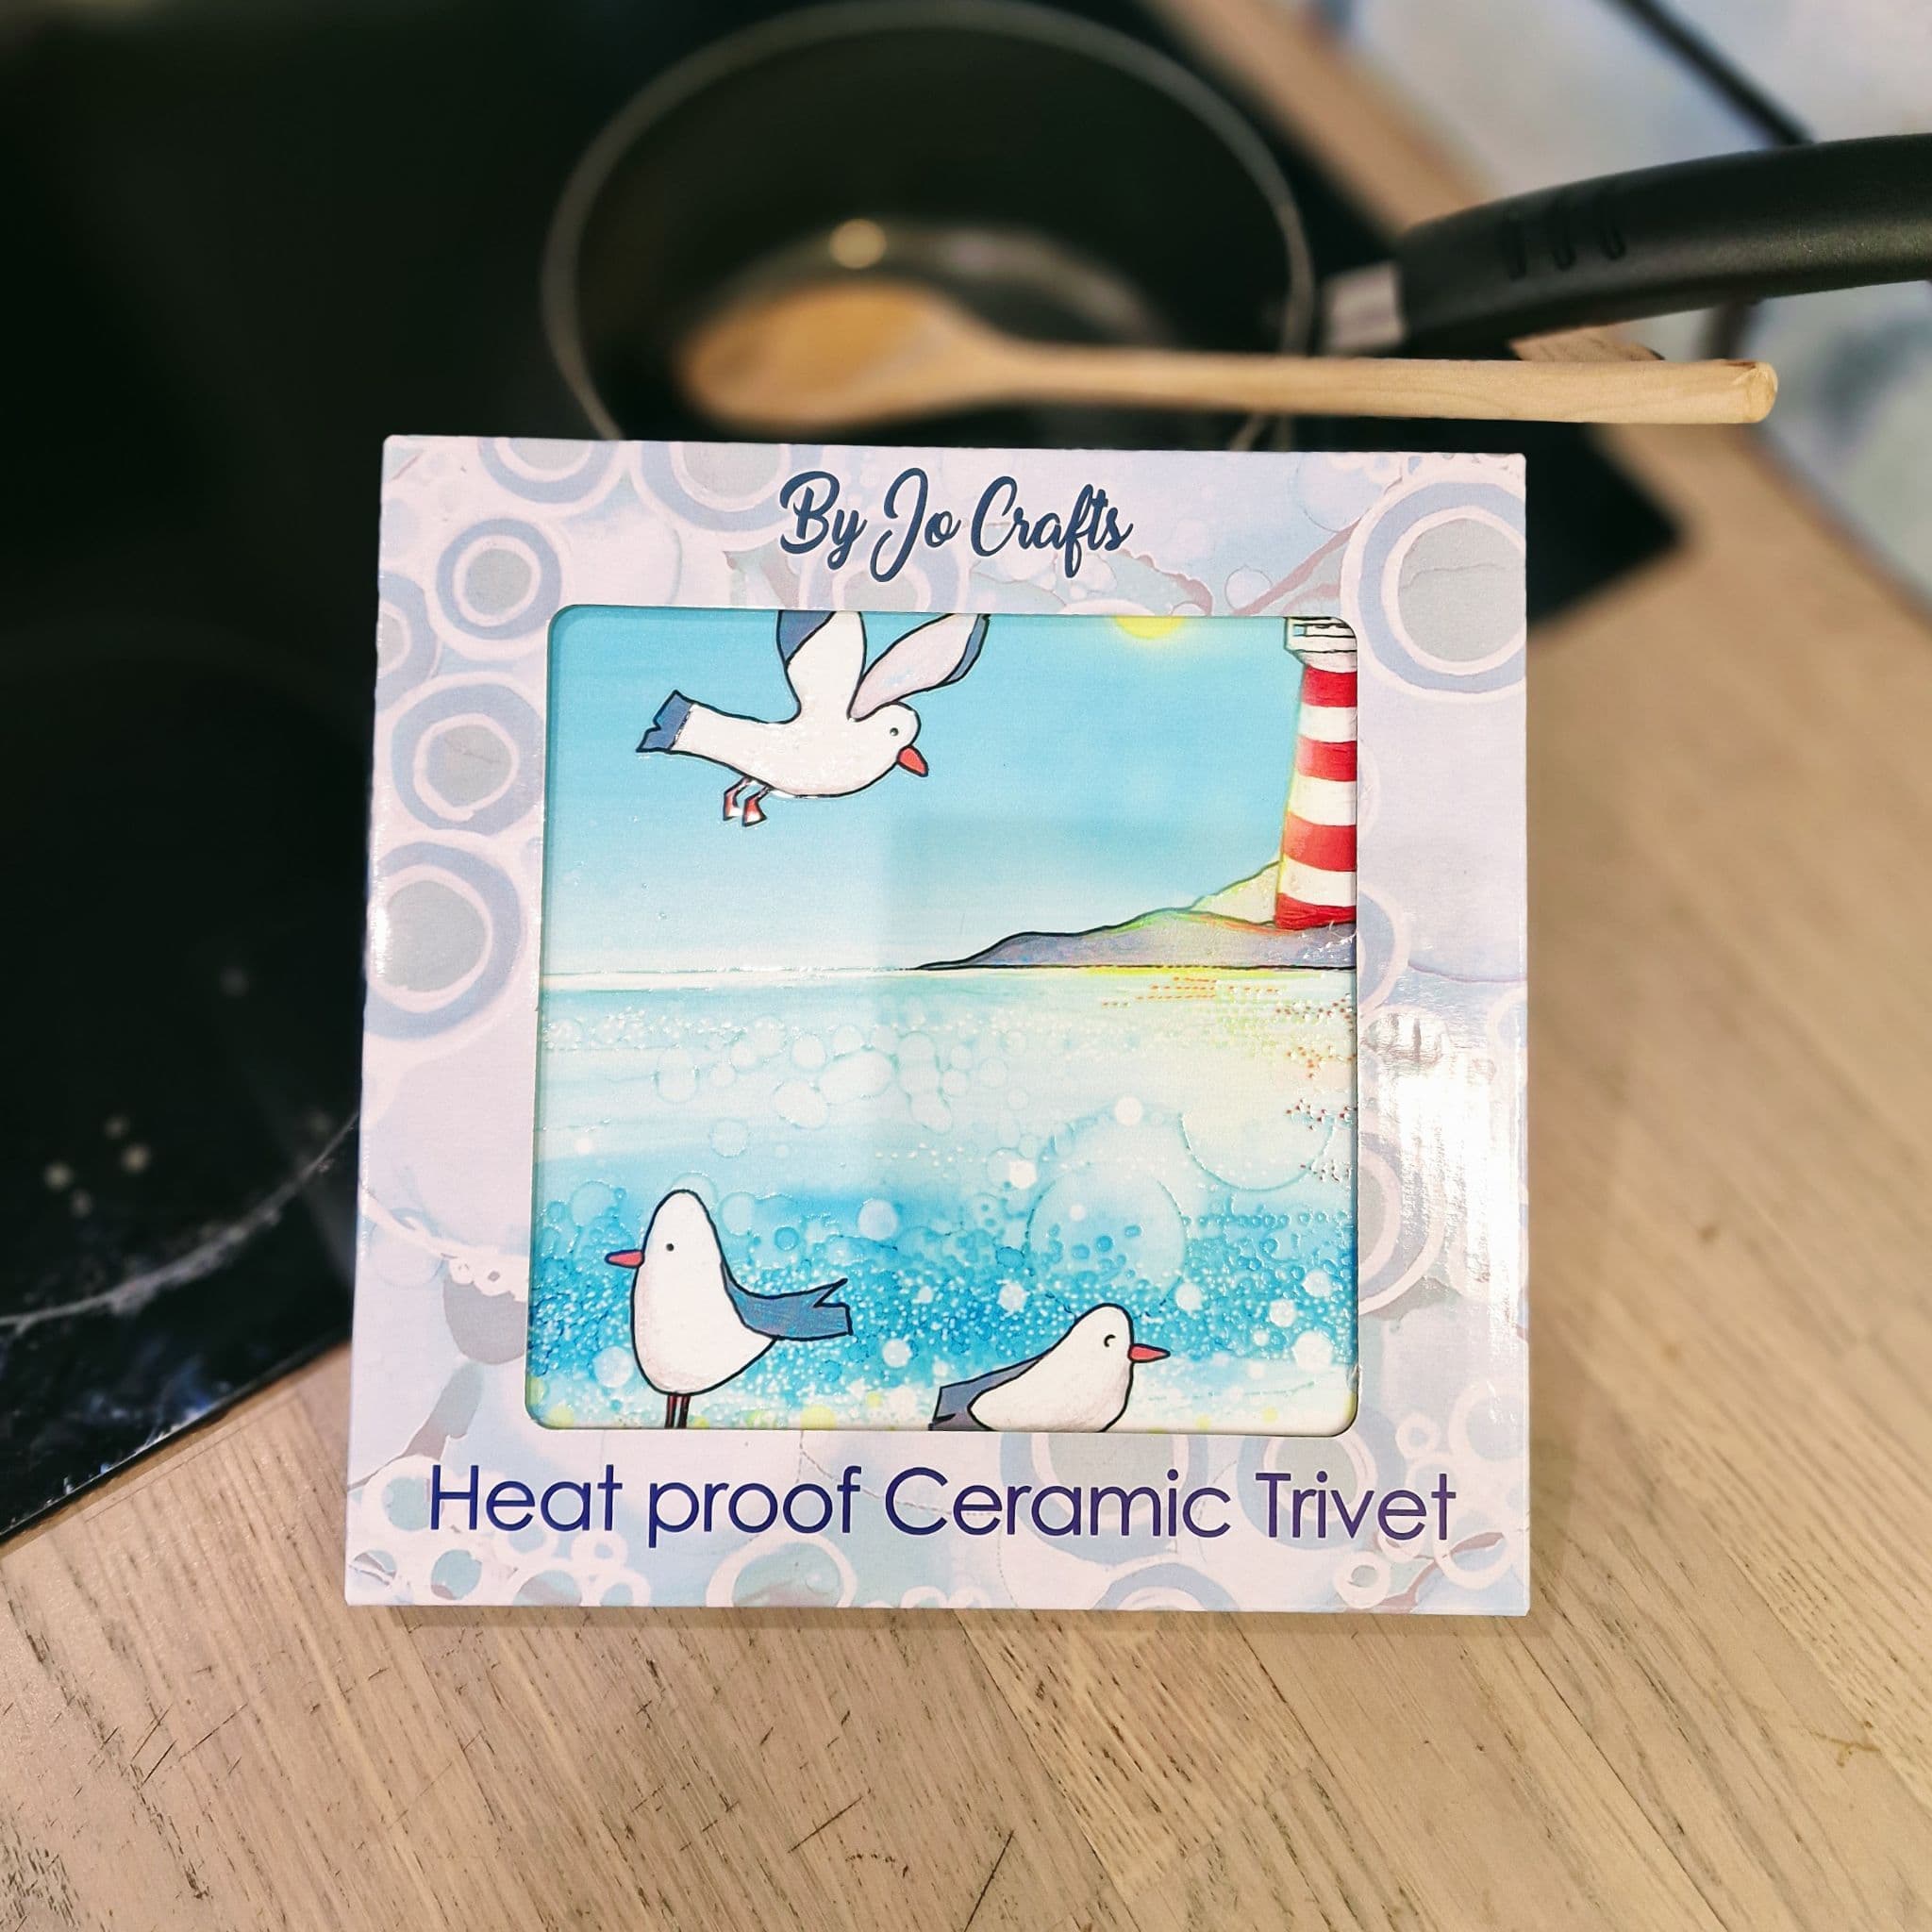 By Jo Crafts
Heat proof Ceramic Trivet